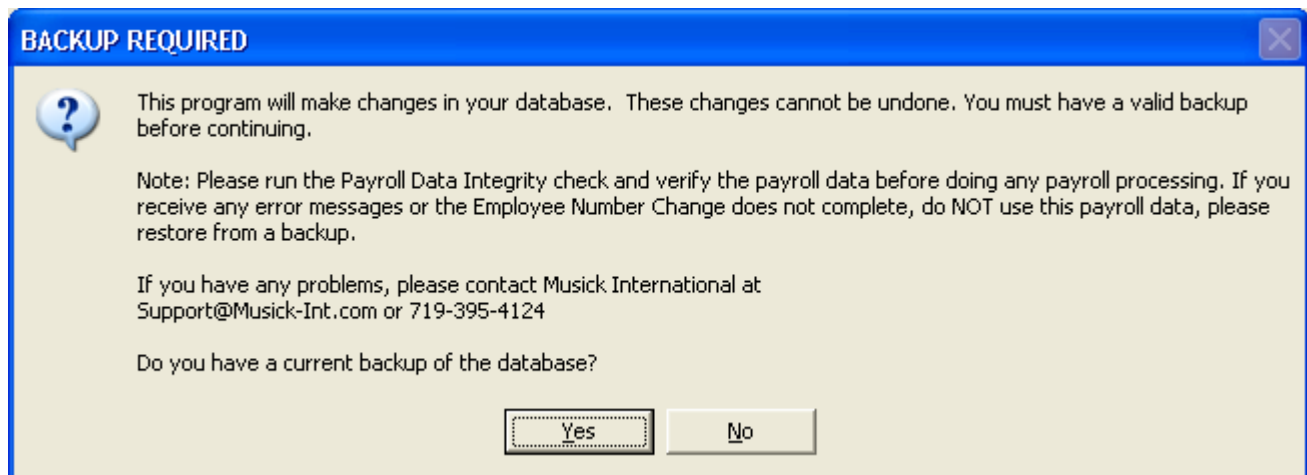 BACKUP REQUIRED
This program will make changes in your database.  These changes cannot be undone. You must have a valid backup
before continuing.
Note: Please run the Payroll Data Integrity check and verify the payroll data before doing any payroll processing. If you
receive any error messages or the Employee Number Change does not complete, do NOT use this payroll data, please
restore from a backup.
If you have any problems, please contact Musick International at
Support@Musick-Int.com or 719-395-4124
Do you have a current backup of the database?
Yes No